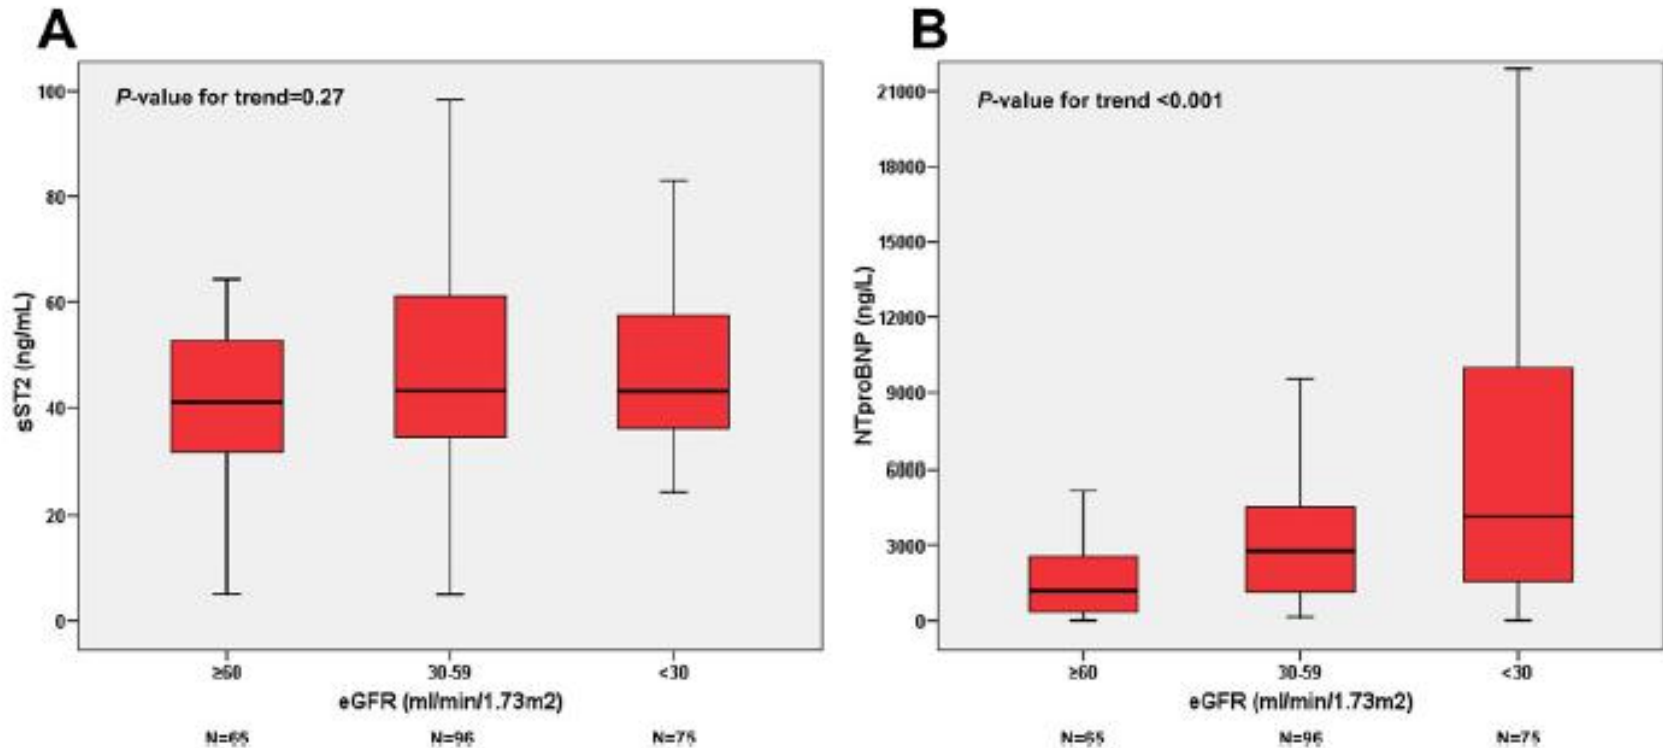 A
P-value for trend=0.27
100
80
60
40
20
0
sST2 (ng/mL)
≥60
30-59
<30
eGFR (ml/min/1.73m2)
N=65
N=96
N=75
B
P-value for trend <0.001
21000
18000
15000
12000
9000
6000
3000
0
NTproBNP (ng/L)
≥60
30-59
<30
eGFR (ml/min/1.73m2)
N=65
N=96
N=75